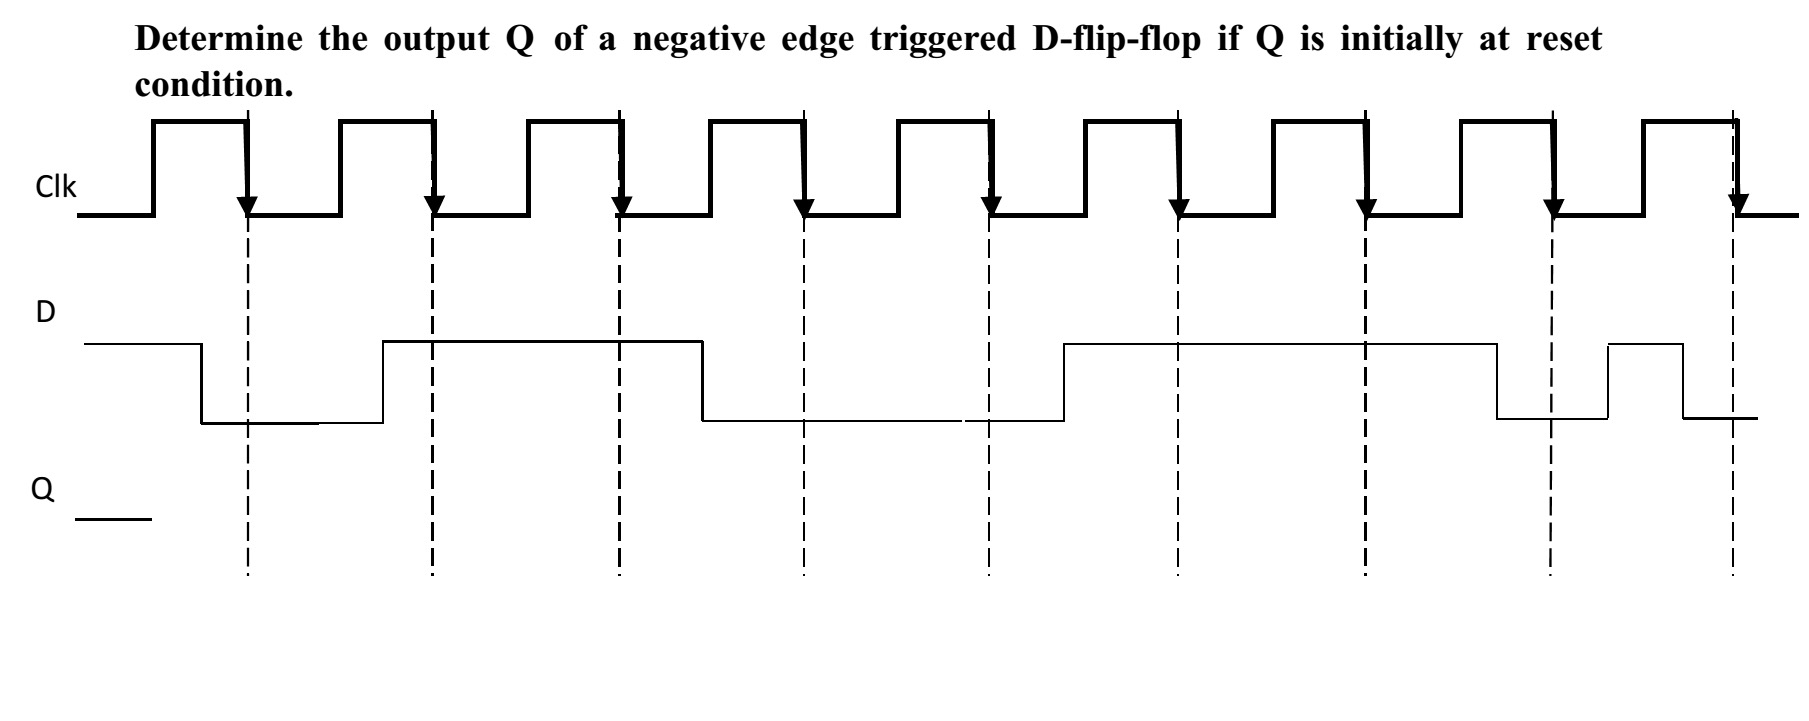 Determine the output Q of a negative edge triggered D-flip-flop if Q is initially at reset
condition.
Clk
D
Q